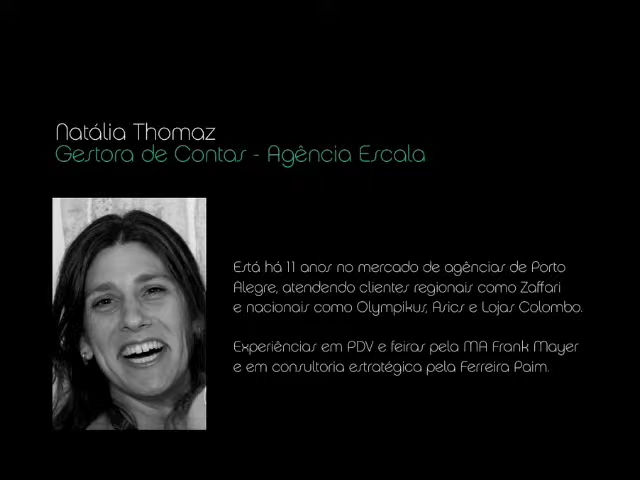 Natália Thomaz
Gestora de Contas - Agência Escala
Está há 11 anos no mercado de agências de Porto
Alegre, atendendo clientes regionais como Zaffari
e nacionais como Olympikus, Asics e Lojas Colombo.
Experiências em PDV e feiras pela MA Frank Mayer
e em consultoria estratégica pela Ferreira Paim.